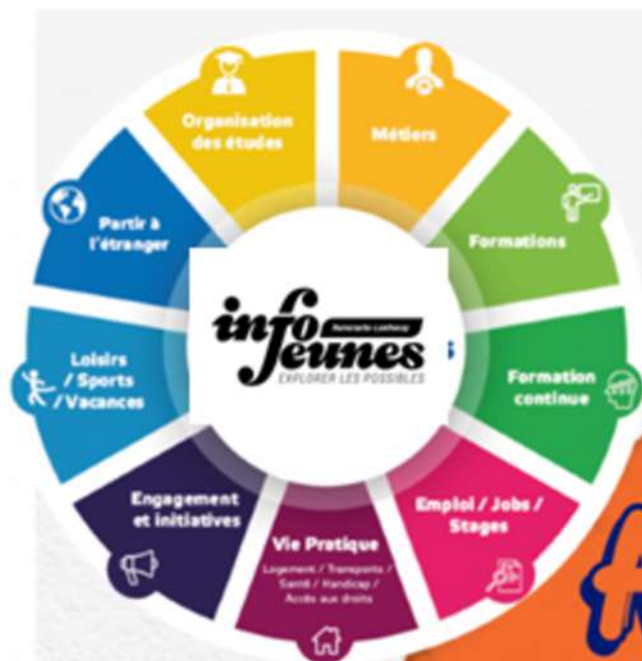 Organisation
des études
Métiers
Partir à
l'étranger
Formations
info
Jeunes
EXPLORER LES POSSIBLES
Loisirs
/ Sports
/ Vacances
Formation
continue
Engagement
et initiatives
Emploi / Jobs /
Stages
Vie Pratique
Logement / Transports /
Santé / Handicap /
Accès aux droits